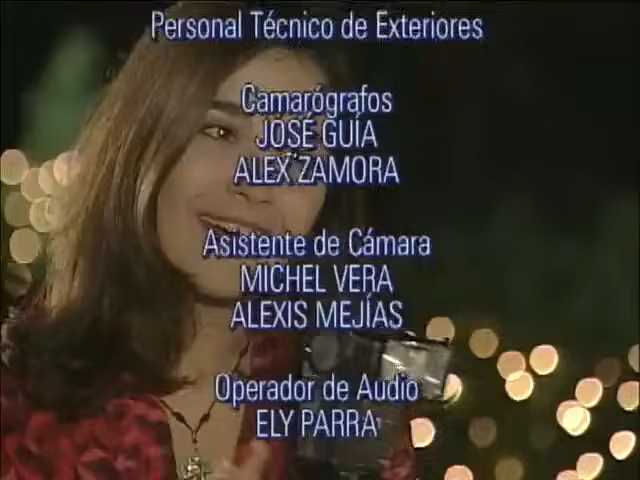 Personal Técnico de Exteriores
Camarógrafos
JOSÉ GUÍA
ALEX ZAMORA
Asistente de Cámara
MICHEL VERA
ALEXIS MEJÍAS
Operador de Audio
ELY PARRA